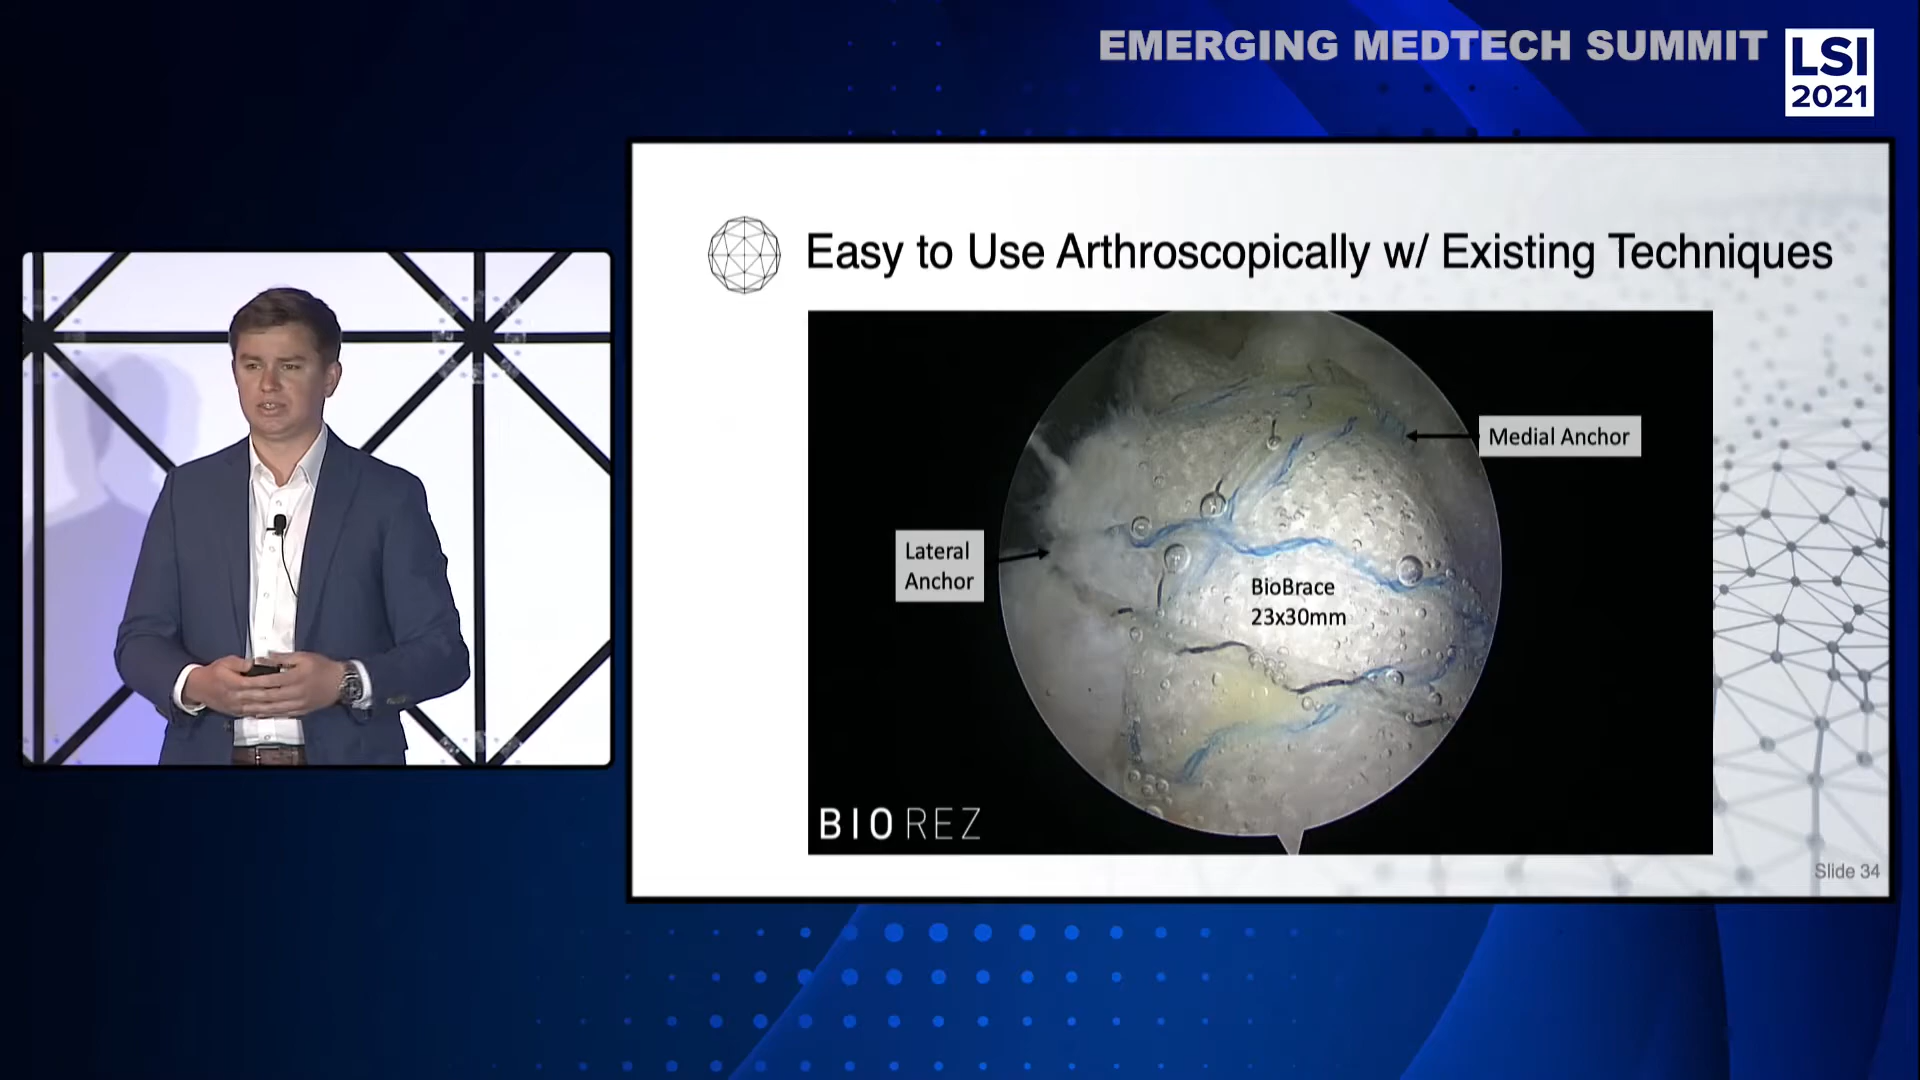 EMERGING MEDTECH SUMMIT
LSI
2021
Easy to Use Arthroscopically w/ Existing Techniques
Medial Anchor
Lateral
Anchor
BioBrace
23x30mm
BIOREZ
Slide 34